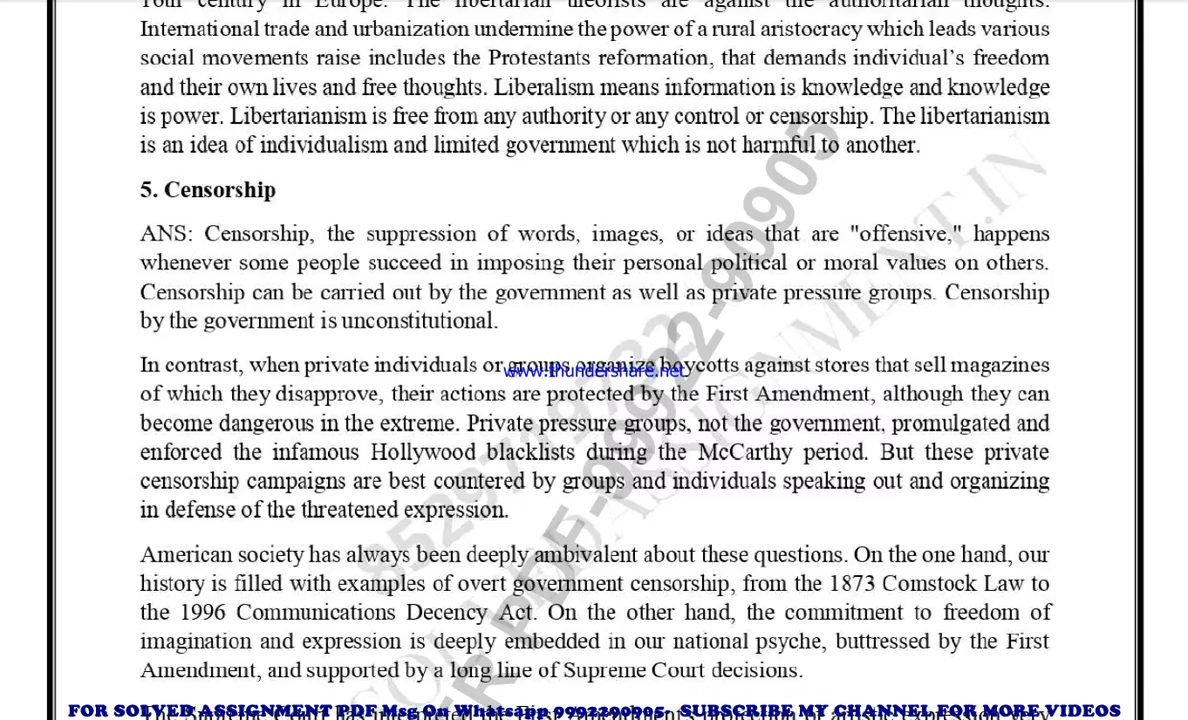 Your century in Europe. The libertarian theorists are against the authoritarian thoughts.
International trade and urbanization undermine the power of a rural aristocracy which leads various
social movements raise includes the Protestants reformation, that demands individual's freedom
and their own lives and free thoughts. Liberalism means information is knowledge and knowledge
is power. Libertarianism is free from any authority or any control or censorship. The libertarianism
is an idea of individualism and limited government which is not harmful to another.
5. Censorship
ANS: Censorship, the suppression of words, images, or ideas that are "offensive," happens
whenever some people succeed in imposing their personal political or moral values on others.
Censorship can be carried out by the government as well as private pressure groups. Censorship
by the government is unconstitutional.
In contrast, when private individuals or groups organize boycotts against stores that sell magazines
www.thundershare.net
of which they disapprove, their actions are protected by the First Amendment, although they can
become dangerous in the extreme. Private pressure groups, not the government, promulgated and
enforced the infamous Hollywood blacklists during the McCarthy period. But these private
censorship campaigns are best countered by groups and individuals speaking out and organizing
in defense of the threatened expression.
American society has always been deeply ambivalent about these questions. On the one hand, our
history is filled with examples of overt government censorship, from the 1873 Comstock Law to
the 1996 Communications Decency Act. On the other hand, the commitment to freedom of
imagination and expression is deeply embedded in our national psyche, buttressed by the First
Amendment, and supported by a long line of Supreme Court decisions.
FOR SOLVED ASSIGNMENT PDF Msg On Whatsapp 9992290905- SUBSCRIBE MY CHANNEL FOR MORE VIDEOS